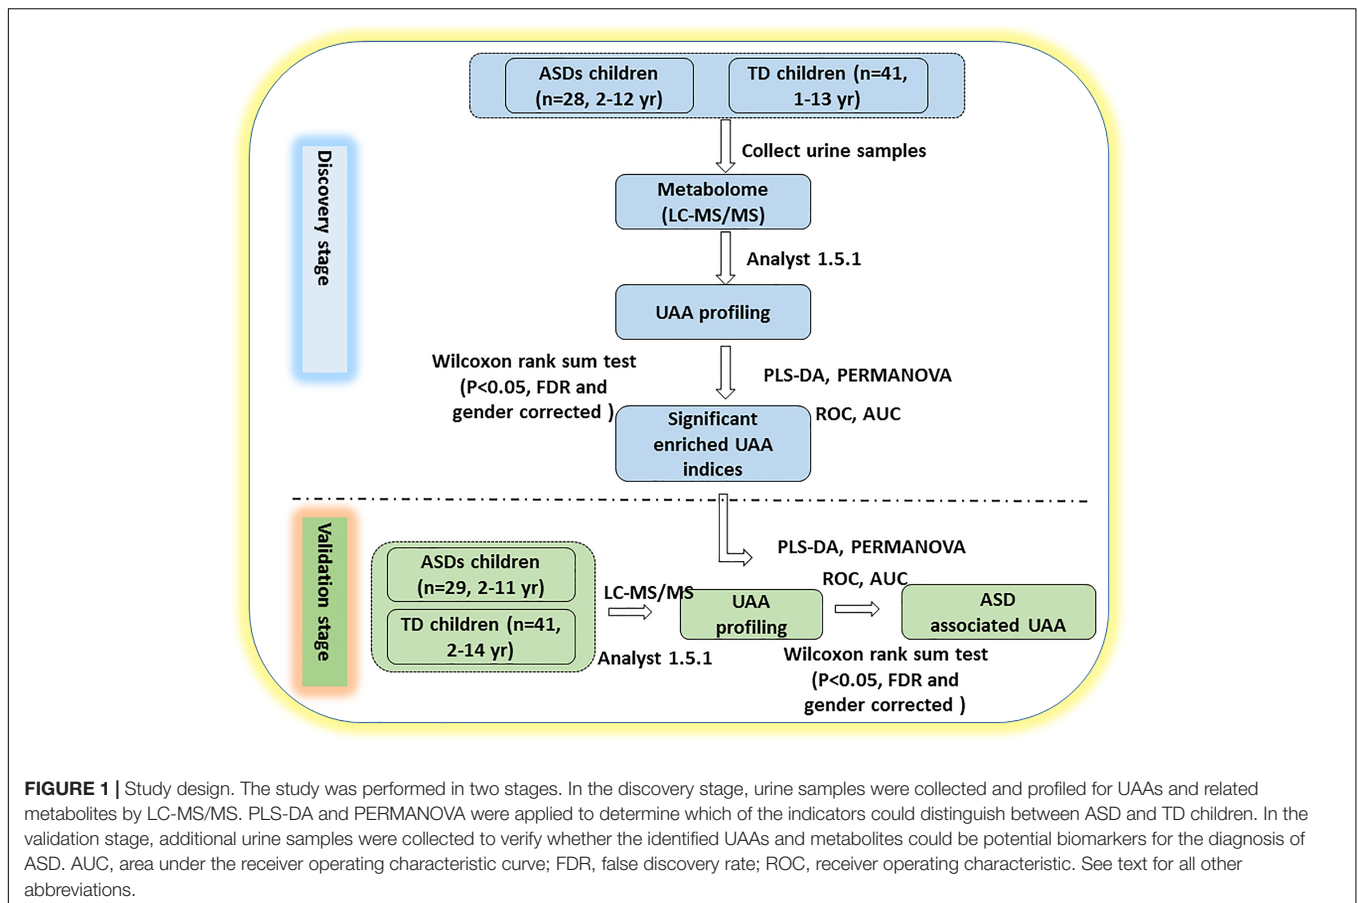 ASDs children
(n=28, 2-12 yr)
TD children (n=41,
1-13 yr)
Collect urine samples
Discovery stage
Metabolome
(LC-MS/MS)
Analyst 1.5.1
UAA profiling
Wilcoxon rank sum test
(P<0.05, FDR and
gender corrected )
PLS-DA, PERMANOVA
ROC, AUC
Significant
enriched UAA
indices
Validation stage
ASDs children
(n=29, 2-11 yr)
TD children (n=41,
2-14 yr)
LC-MS/MS
Analyst 1.5.1
PLS-DA, PERMANOVA
ROC, AUC
UAA
profiling
ASD
associated UAA
Wilcoxon rank sum test
(P<0.05, FDR and
gender corrected )
FIGURE 1 | Study design. The study was performed in two stages. In the discovery stage, urine samples were collected and profiled for UAAs and related
metabolites by LC-MS/MS. PLS-DA and PERMANOVA were applied to determine which of the indicators could distinguish between ASD and TD children. In the
validation stage, additional urine samples were collected to verify whether the identified UAAs and metabolites could be potential biomarkers for the diagnosis of
ASD. AUC, area under the receiver operating characteristic curve; FDR, false discovery rate; ROC, receiver operating characteristic. See text for all other
abbreviations.